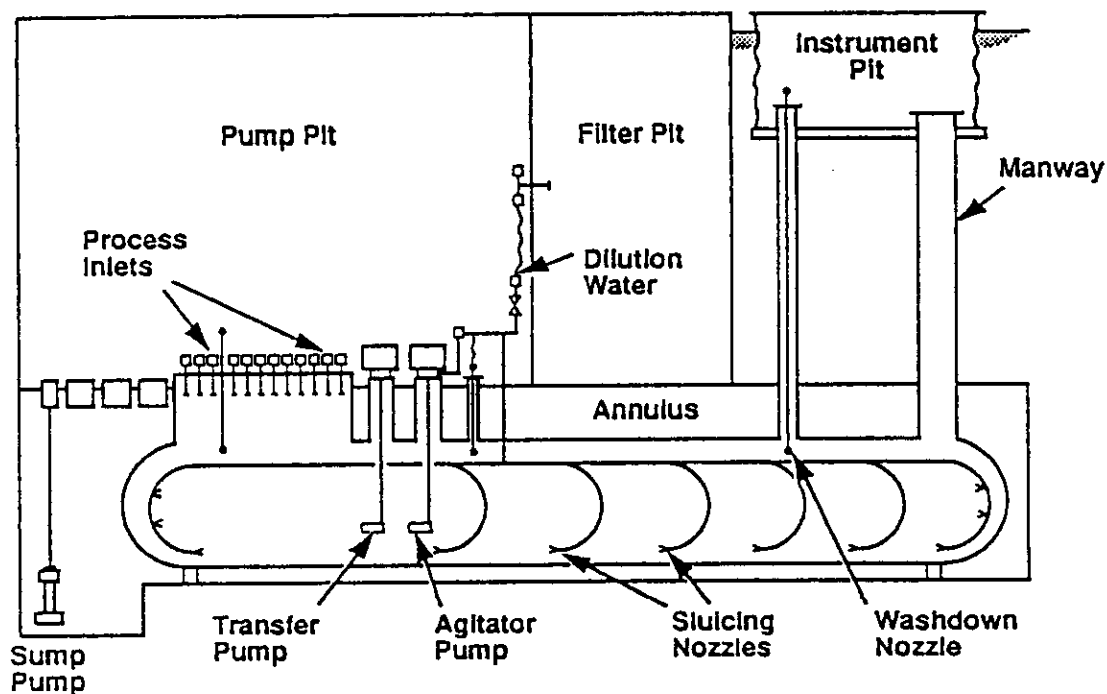 Instrument
Pit
Pump Pit
Filter Pit
Manway
Process
Inlets
Dilution
Water
Annulus
Transfer
Pump
Agitator
Pump
Sluicing
Nozzles
Washdown
Nozzle
Sump
Pump